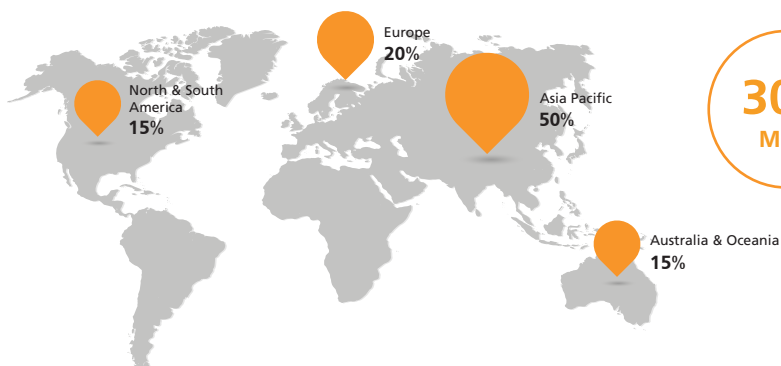 Europe
20%
North & South
America
15%
Asia Pacific
50%
Australia & Oceania
15%